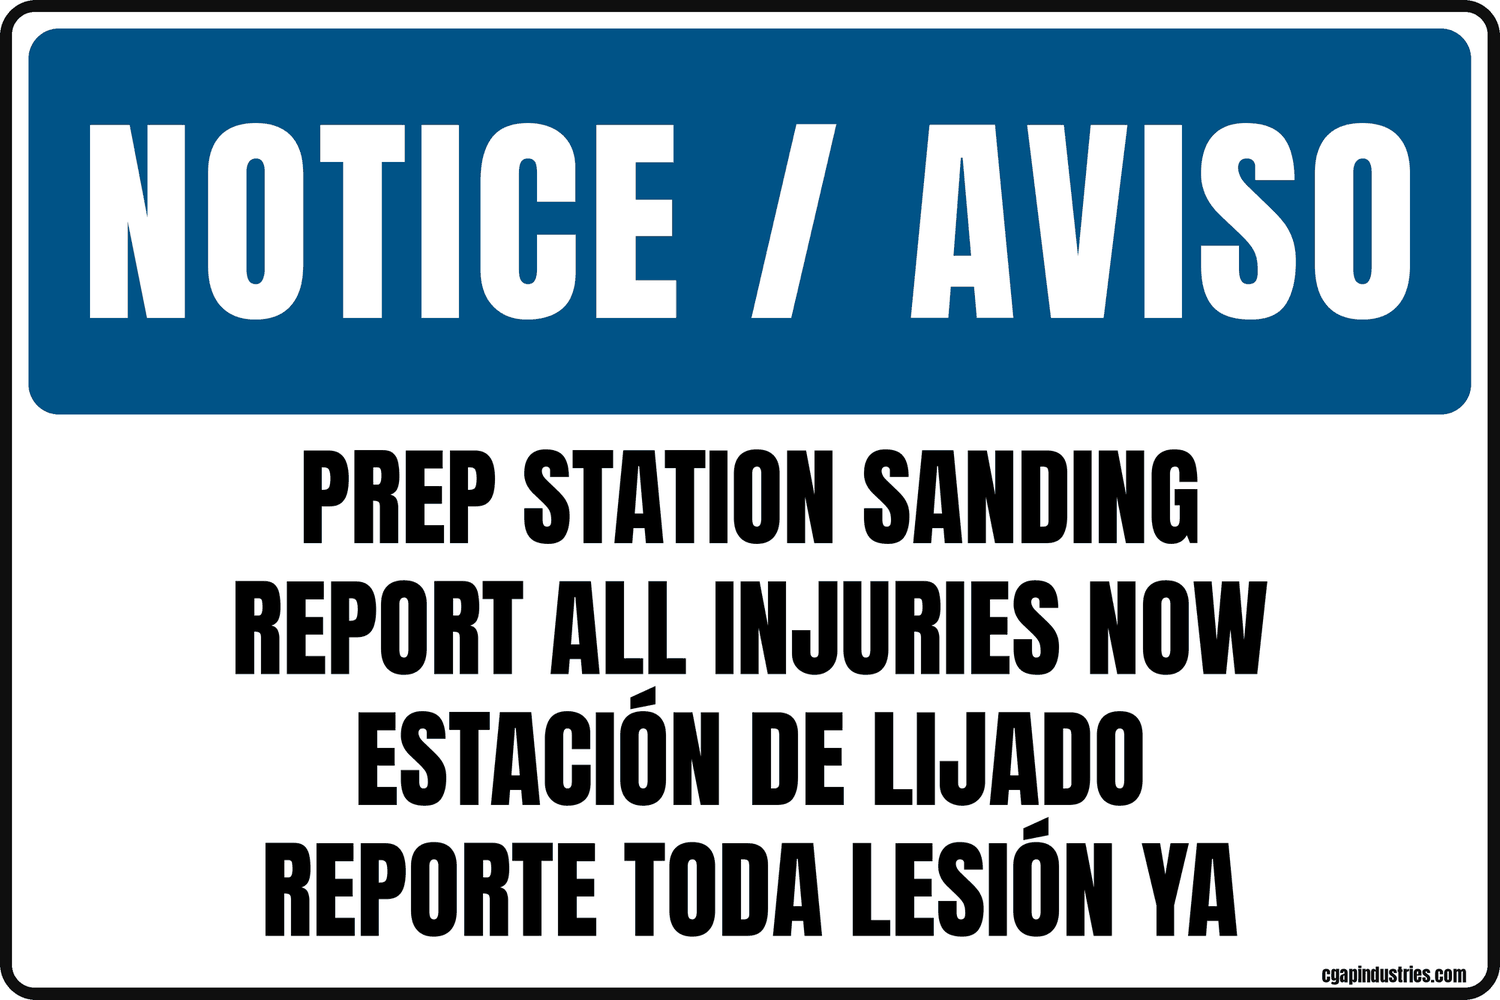 NOTICE / AVISO
PREP STATION SANDING
REPORT ALL INJURIES NOW
ESTACIÓN DE LIJADO
REPORTE TODA LESIÓN YA
cgapindustries.com